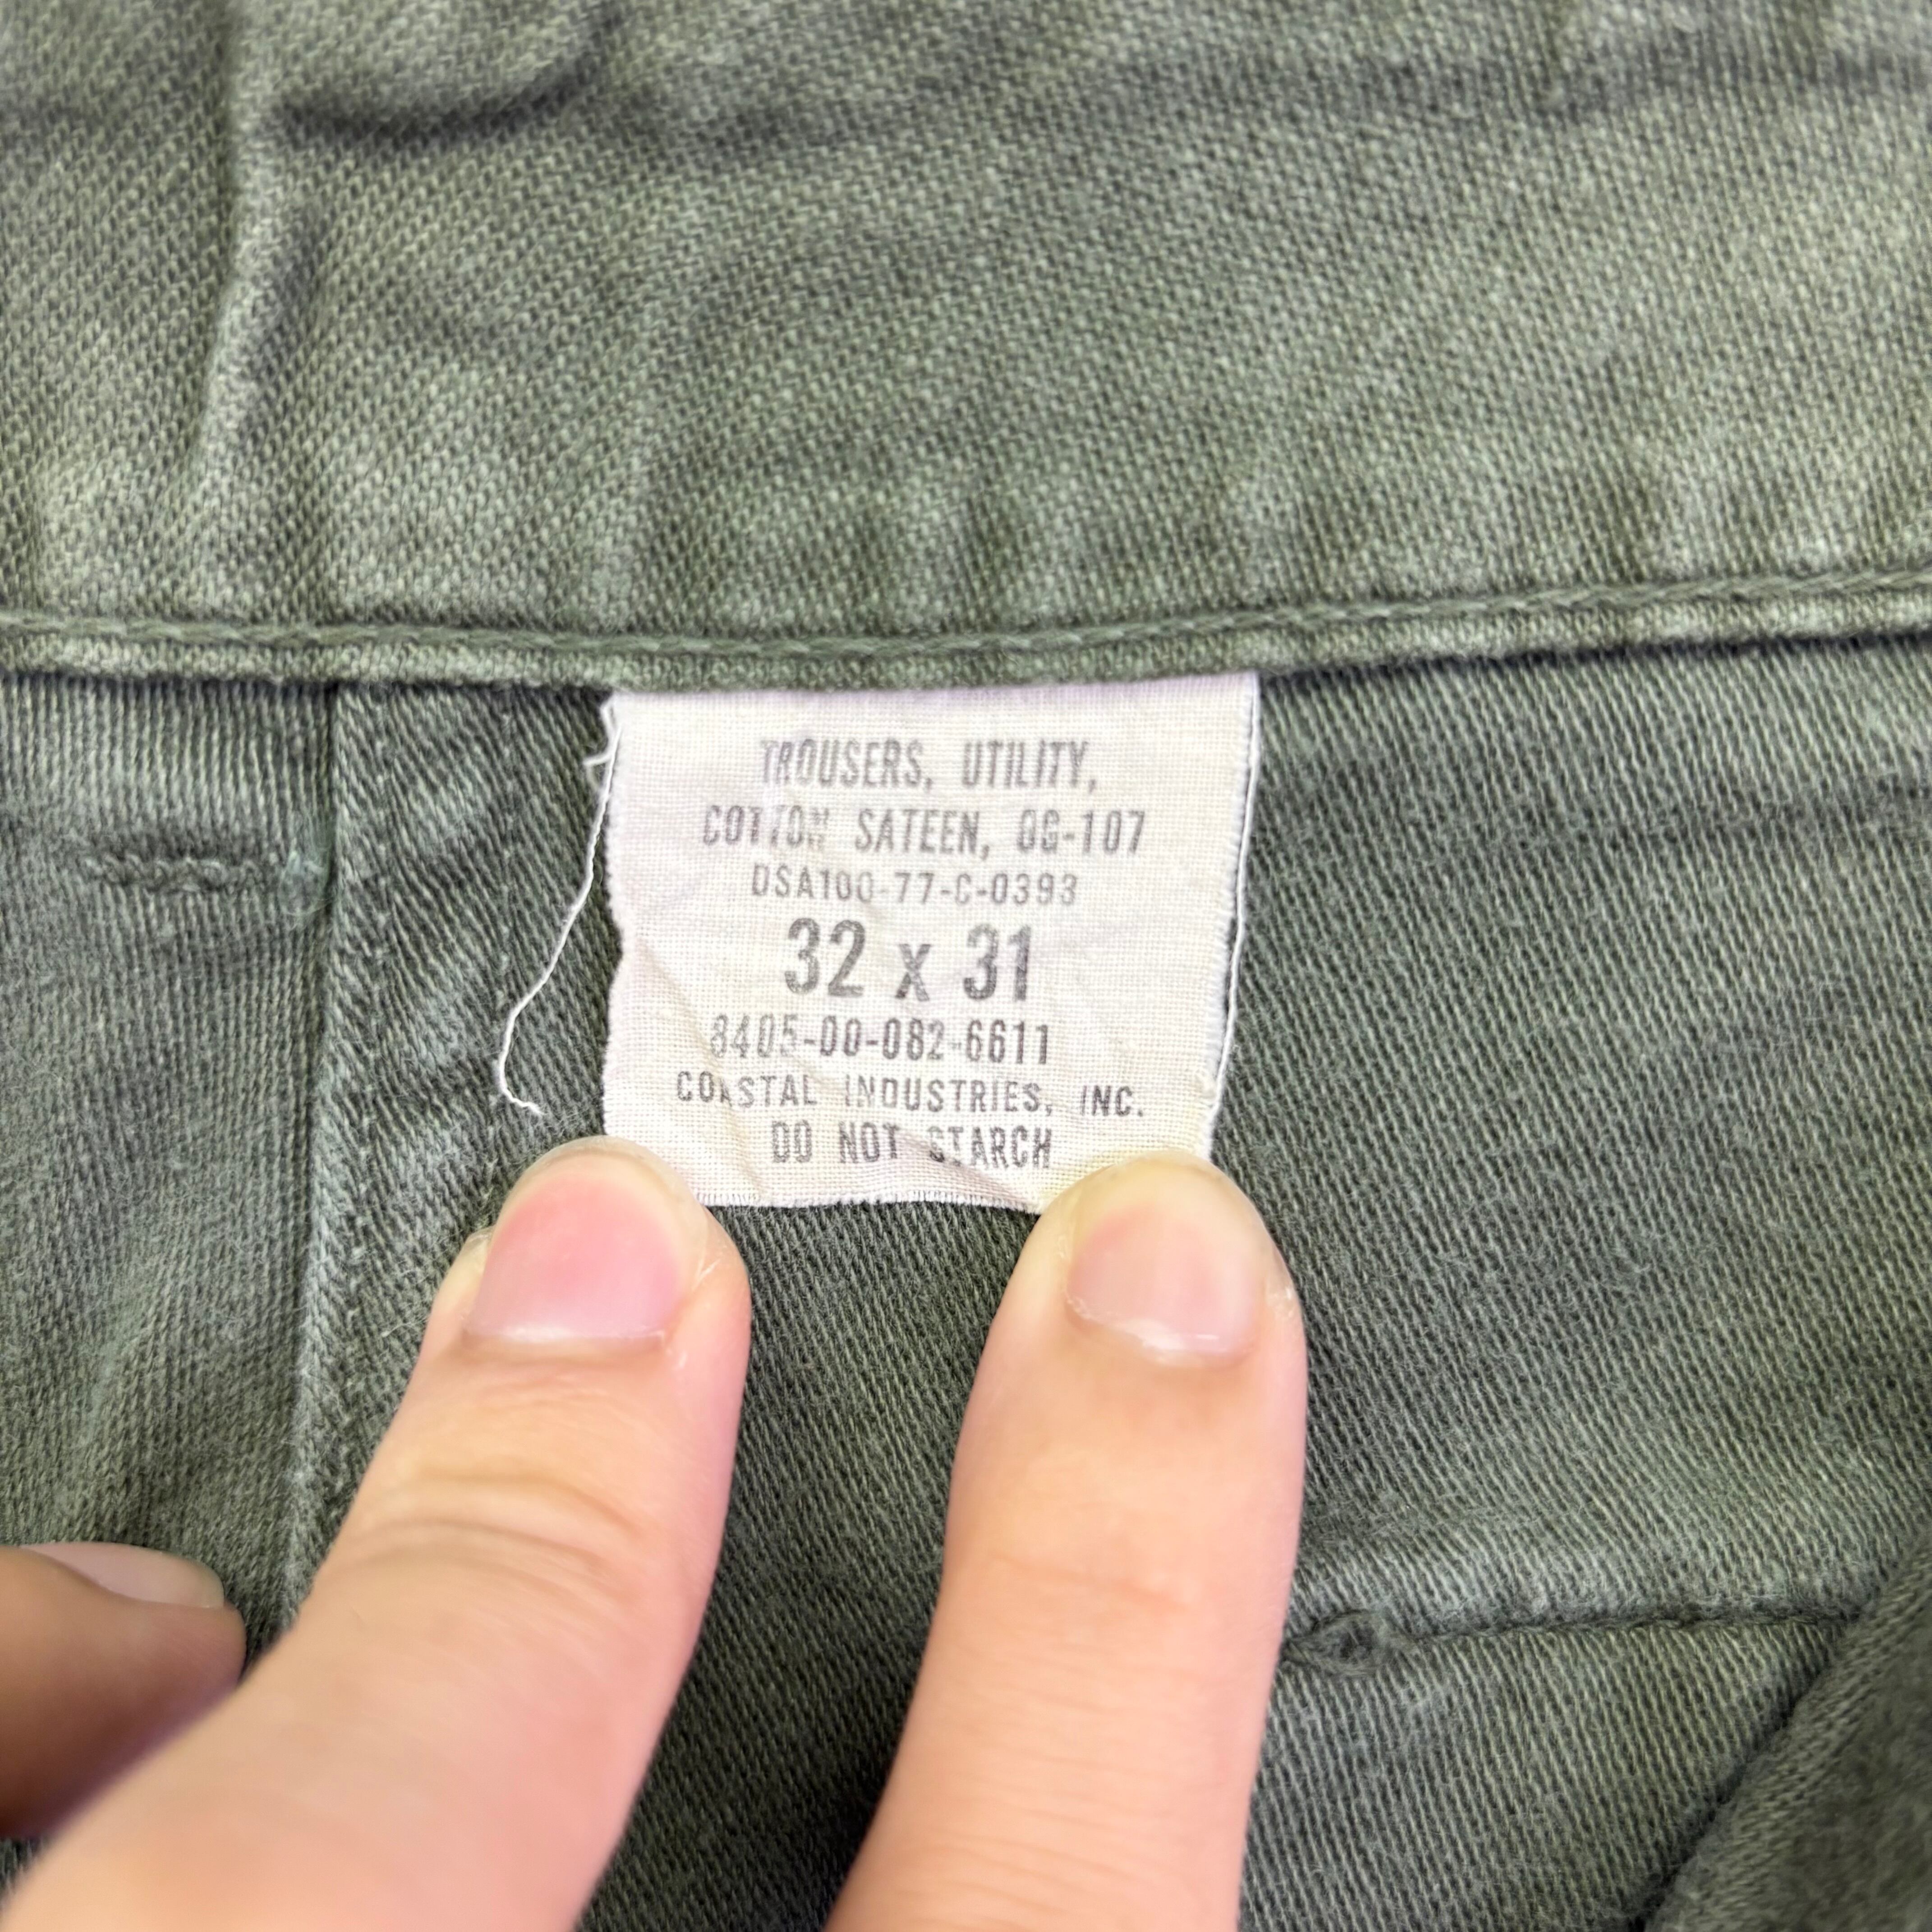 TROUSERS, UTILITY,
COTTON SATEEN, OG-107
DSA100-77-C-0393
32 x 31
8405-00-082-6611
COASTAL INDUSTRIES, INC.
DO NOT STARCH